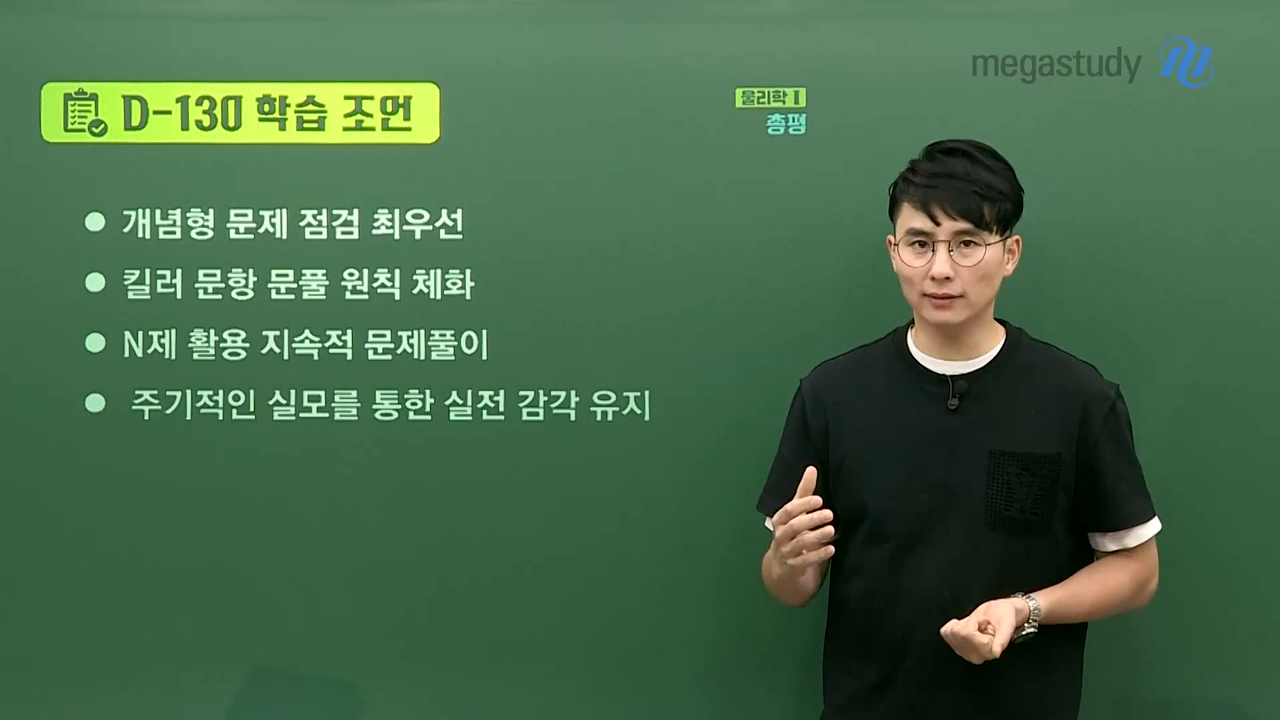 megastudy
D-130 학습 조언
물리학 I
총평
개념형 문제 점검 최우선
킬러 문항 문풀 원칙 체화
N제 활용 지속적 문제풀이
주기적인 실모를 통한 실전 감각 유지